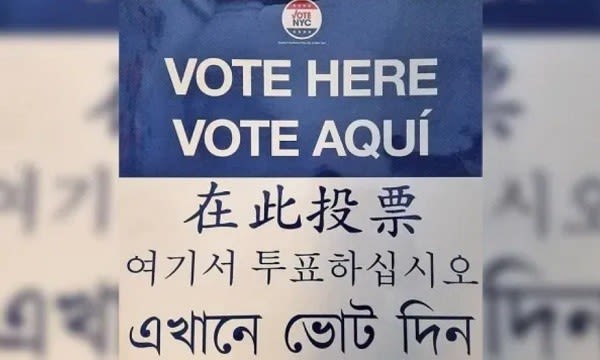 VOTE
NYC
VOTE HERE
VOTE AQUÍ
在此投票
여기서 투표하십시오
এখানে ভোট দিন